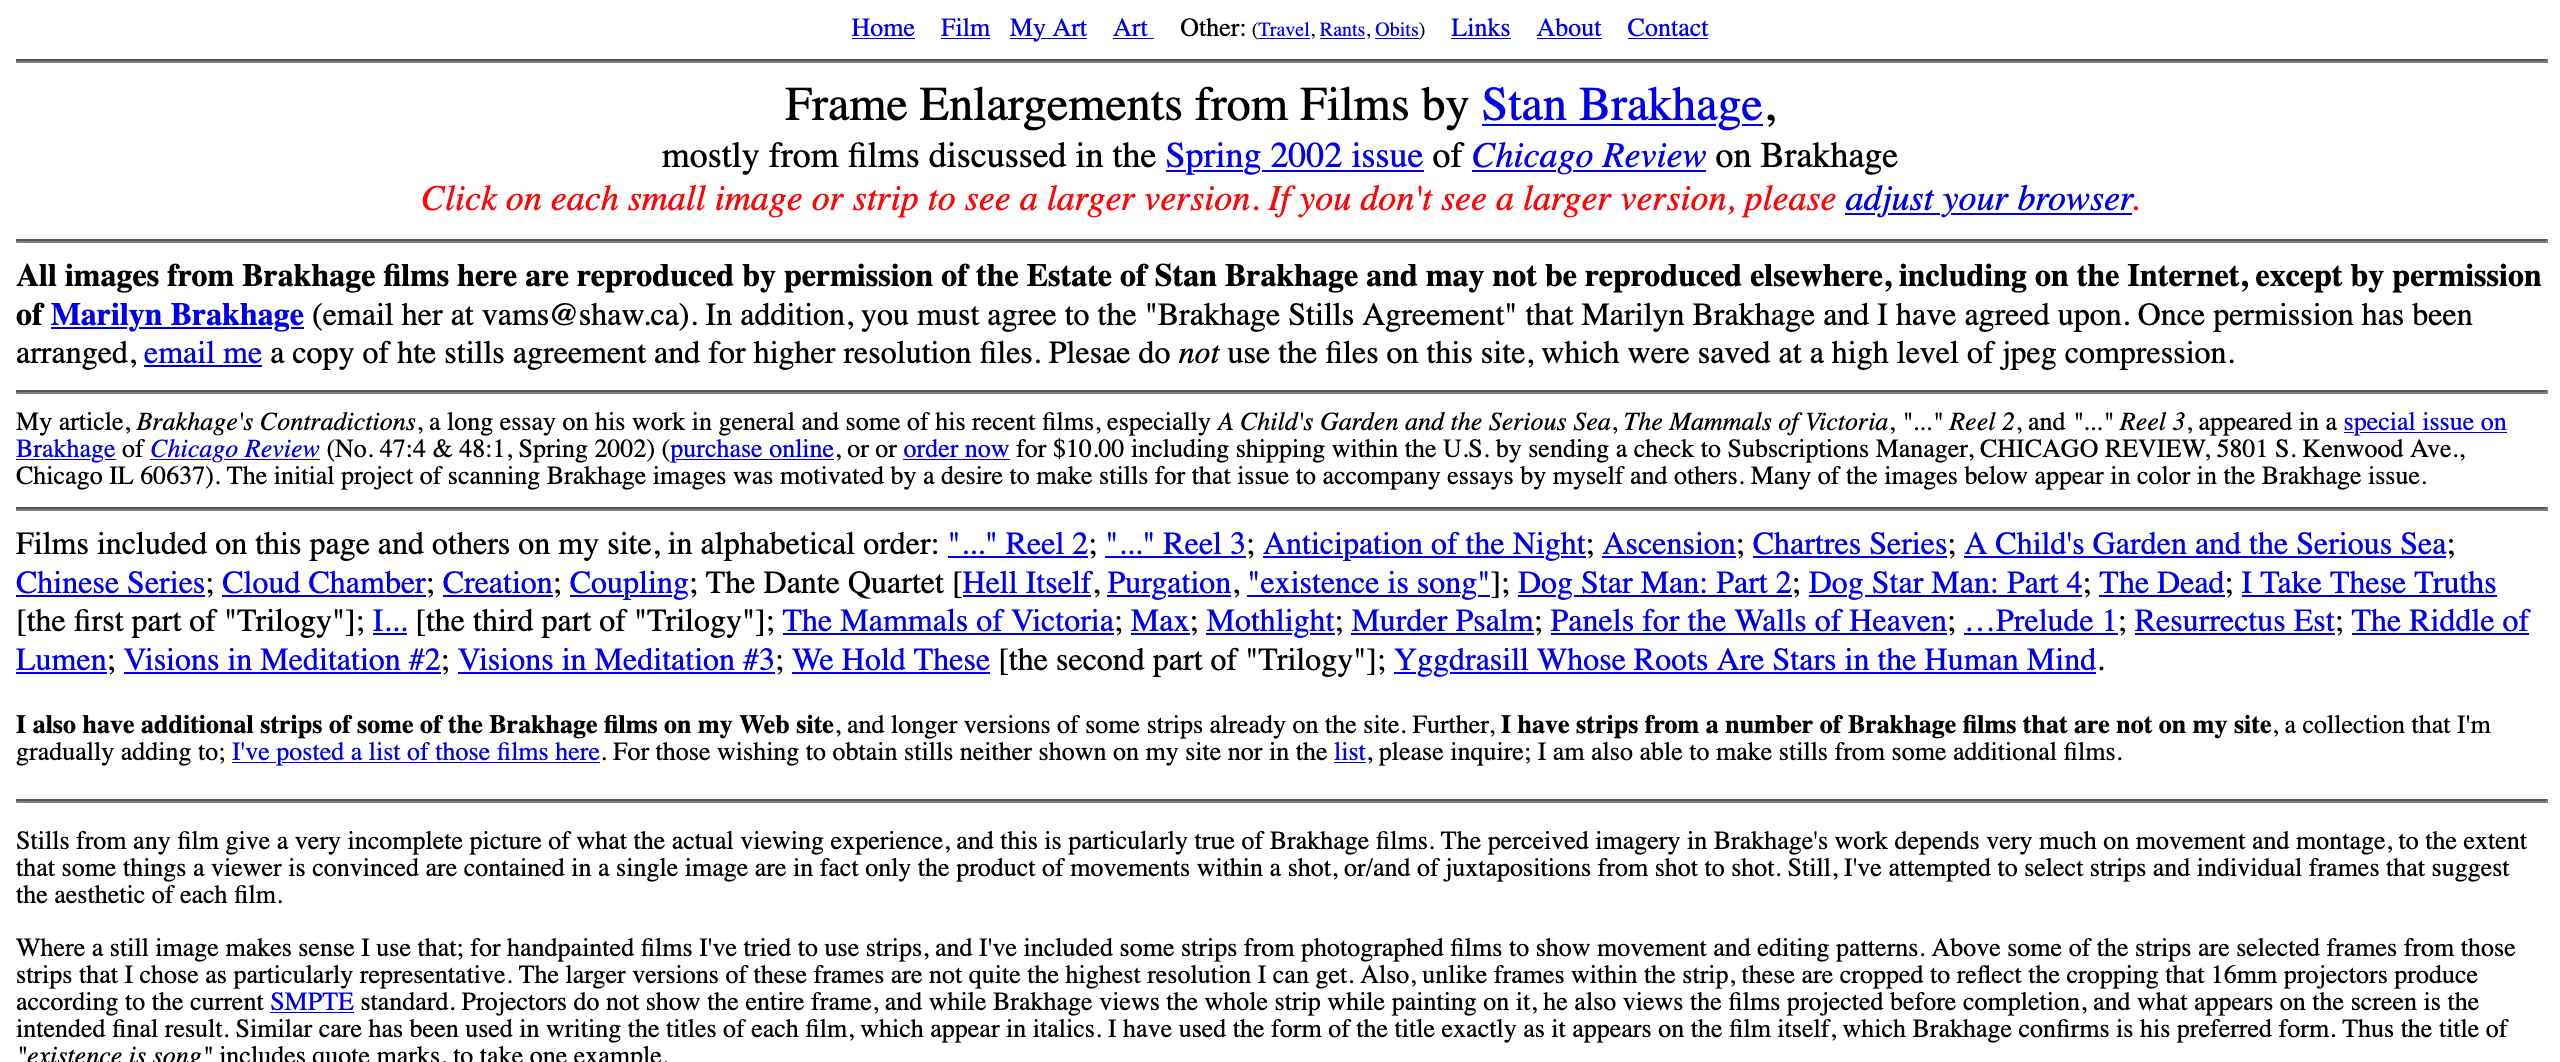 Home Film My Art Art Other: (Travel, Rants, Obits) Links About Contact
Frame Enlargements from Films by Stan Brakhage,
mostly from films discussed in the Spring 2002 issue of Chicago Review on Brakhage
Click on each small image or strip to see a larger version. If you don't see a larger version, please adjust your browser.
All images from Brakhage films here are reproduced by permission of the Estate of Stan Brakhage and may not be reproduced elsewhere, including on the Internet, except by permission
of Marilyn Brakhage (email her at vams@shaw.ca). In addition, you must agree to the "Brakhage Stills Agreement" that Marilyn Brakhage and I have agreed upon. Once permission has been
arranged, email me a copy of hte stills agreement and for higher resolution files. Plesae do not use the files on this site, which were saved at a high level of jpeg compression.
My article, Brakhage's Contradictions, a long essay on his work in general and some of his recent films, especially A Child's Garden and the Serious Sea, The Mammals of Victoria, "..." Reel 2, and "..." Reel 3, appeared in a special issue on
Brakhage of Chicago Review (No. 47:4 & 48:1, Spring 2002) (purchase online, or or order now for $10.00 including shipping within the U.S. by sending a check to Subscriptions Manager, CHICAGO REVIEW, 5801 S. Kenwood Ave.,
Chicago IL 60637). The initial project of scanning Brakhage images was motivated by a desire to make stills for that issue to accompany essays by myself and others. Many of the images below appear in color in the Brakhage issue.
Films included on this page and others on my site, in alphabetical order: "..." Reel 2; "..." Reel 3; Anticipation of the Night; Ascension; Chartres Series; A Child's Garden and the Serious Sea;
Chinese Series; Cloud Chamber; Creation; Coupling; The Dante Quartet [Hell Itself, Purgation, "existence is song"]; Dog Star Man: Part 2; Dog Star Man: Part 4; The Dead; I Take These Truths
[the first part of "Trilogy"]; I... [the third part of "Trilogy"]; The Mammals of Victoria; Max; Mothlight; Murder Psalm; Panels for the Walls of Heaven; …Prelude 1; Resurrectus Est; The Riddle of
Lumen; Visions in Meditation #2; Visions in Meditation #3; We Hold These [the second part of "Trilogy"]; Yggdrasill Whose Roots Are Stars in the Human Mind.
I also have additional strips of some of the Brakhage films on my Web site, and longer versions of some strips already on the site. Further, I have strips from a number of Brakhage films that are not on my site, a collection that I'm
gradually adding to; I've posted a list of those films here. For those wishing to obtain stills neither shown on my site nor in the list, please inquire; I am also able to make stills from some additional films.
Stills from any film give a very incomplete picture of what the actual viewing experience, and this is particularly true of Brakhage films. The perceived imagery in Brakhage's work depends very much on movement and montage, to the extent
that some things a viewer is convinced are contained in a single image are in fact only the product of movements within a shot, or/and of juxtapositions from shot to shot. Still, I've attempted to select strips and individual frames that suggest
the aesthetic of each film.
Where a still image makes sense I use that; for handpainted films I've tried to use strips, and I've included some strips from photographed films to show movement and editing patterns. Above some of the strips are selected frames from those
strips that I chose as particularly representative. The larger versions of these frames are not quite the highest resolution I can get. Also, unlike frames within the strip, these are cropped to reflect the cropping that 16mm projectors produce
according to the current SMPTE standard. Projectors do not show the entire frame, and while Brakhage views the whole strip while painting on it, he also views the films projected before completion, and what appears on the screen is the
intended final result. Similar care has been used in writing the titles of each film, which appear in italics. I have used the form of the title exactly as it appears on the film itself, which Brakhage confirms is his preferred form. Thus the title of
"existence is song" includes quote marks, to take one example.